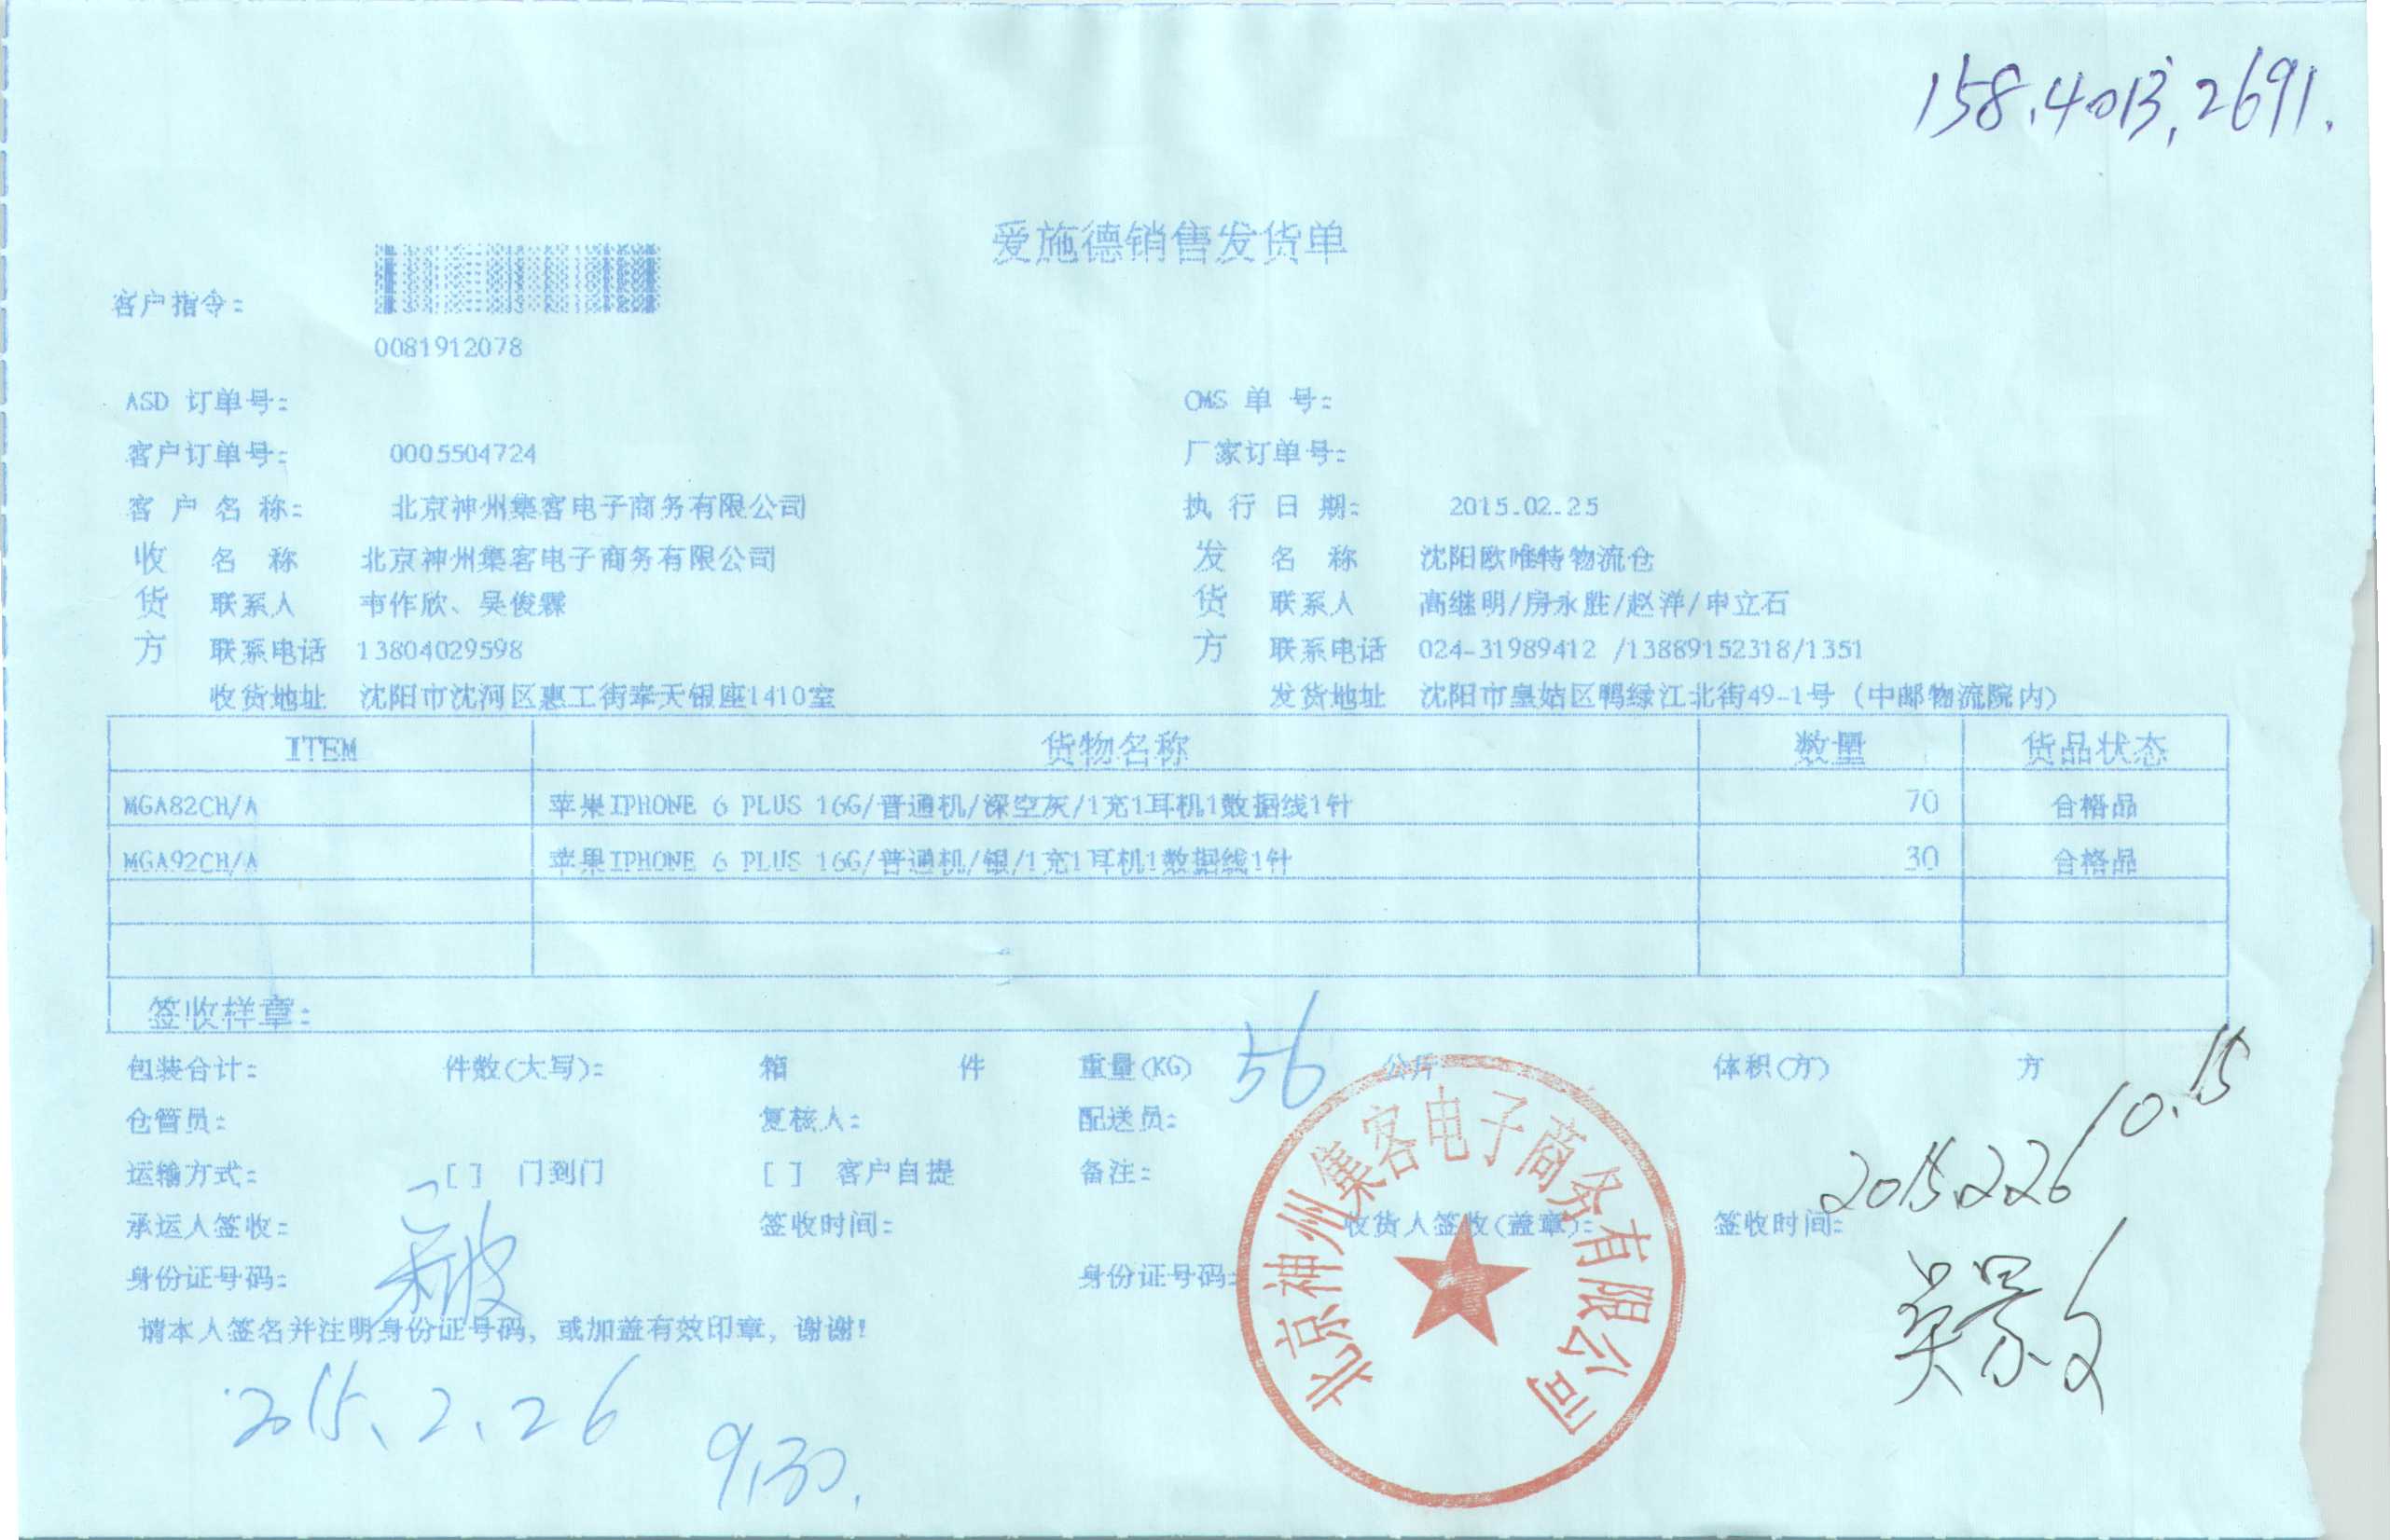 158.4013.2691.
爱施德销售发货单
客户指令:
0081912078
ASD 订单号: OMS 单 号:
客户订单号: 0005504724 厂家订单号:
客 户 名 称: 北京神州集客电子商务有限公司 执 行 日 期: 2015.02.25
收 名 称 北京神州集客电子商务有限公司 发 名 称 沈阳欧唯特物流仓
货 联系人 韦作欣、吴俊霖 货 联系人 高继明/房永胜/赵洋/申立石
方 联系电话 13804029598 方 联系电话 024-31989412 /13889152318/1351
收货地址 沈阳市沈河区惠工街奉天银座1410室 发货地址 沈阳市皇姑区鸭绿江北街49-1号 (中邮物流院内)
ITEM 货物名称 数量 货品状态
MGA82CH/A 苹果IPHONE 6 PLUS 16G/普通机/深空灰/1充1耳机1数据线1针 70 合格品
MGA92CH/A 苹果IPHONE 6 PLUS 16G/普通机/银/1充1耳机1数据线1针 30 合格品
签收样章:
包装合计: 件数(大写): 箱 件 重量(KG) 56 公斤 体积(方) 方
仓管员: 复核人: 配送员:
运输方式: [ ] 门到门 [ ] 客户自提 备注:
2015.2.26 10.15
承运人签收: 签收时间: 收货人签收(盖章): 签收时间:
身份证号码: 身份证号码:
请本人签名并注明身份证号码, 或加盖有效印章, 谢谢!
2015.2.26 9:30.
北京神州集客电子商务有限公司